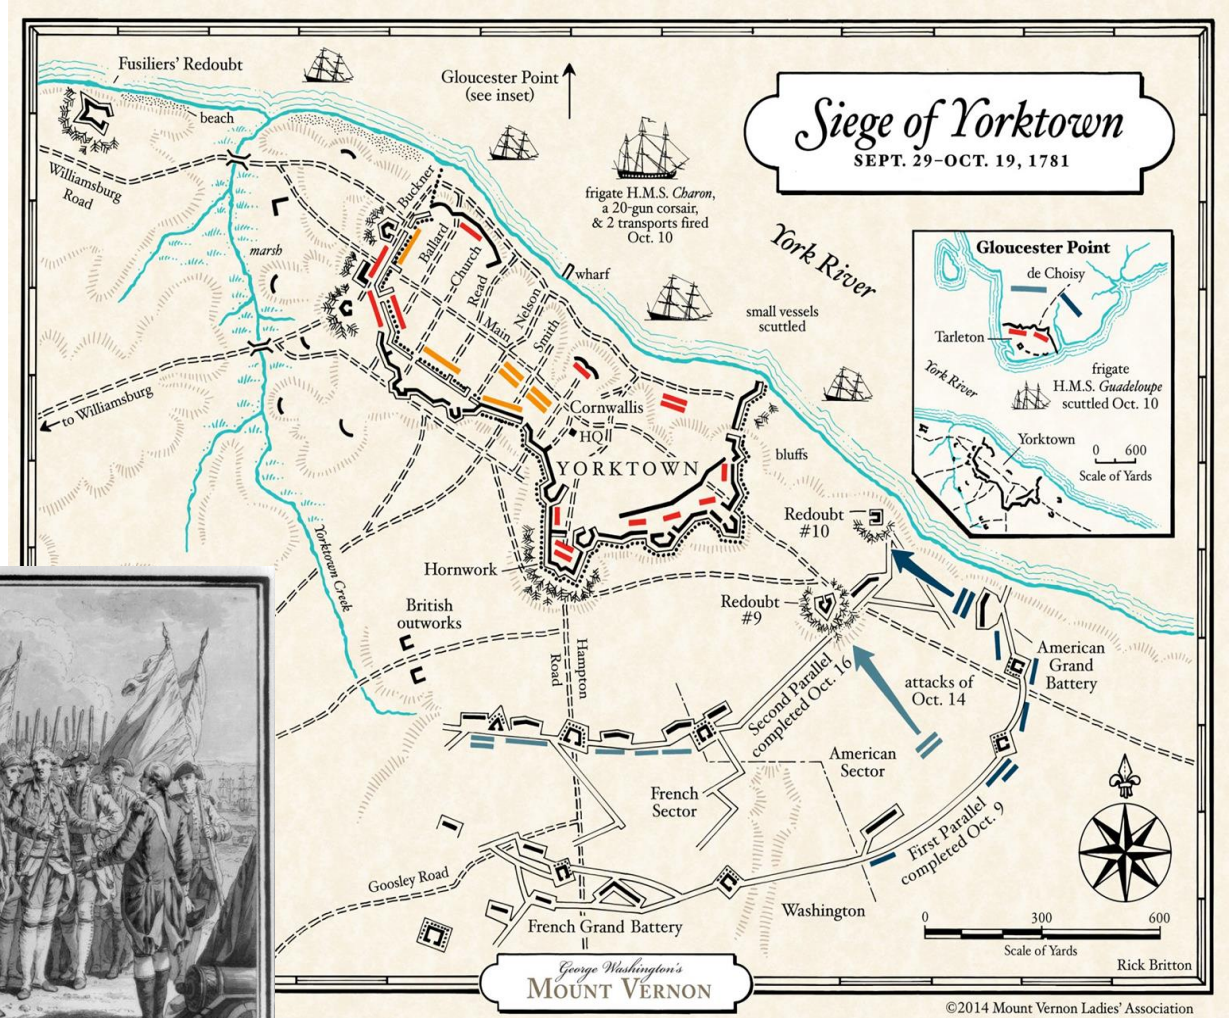 Siege of Yorktown
SEPT. 29–OCT. 19, 1781
Fusiliers’ Redoubt
beach
Williamsburg
Road
marsh
to Williamsburg
Yorktown Creek
Gloucester Point
(see inset)
frigate H.M.S. Charon,
a 20-gun corsair,
& 2 transports fired
Oct. 10
York River
wharf
small vessels
scuttled
Buckner
Ballard
Church
Read
Nelson
Smith
Main
Cornwallis
HQ
YORKTOWN
bluffs
Redoubt
#10
Redoubt
#9
Hornwork
British
outworks
Hampton
Road
Second Parallel
completed Oct. 16
attacks of
Oct. 14
American
Grand
Battery
American
Sector
French
Sector
First Parallel
completed Oct. 9
Goosley Road
French Grand Battery
Washington
Gloucester Point
de Choisy
Tarleton
York River
frigate
H.M.S. Guadeloupe
scuttled Oct. 10
Yorktown
0 600
Scale of Yards
0 300 600
Scale of Yards
Rick Britton
George Washington’s
MOUNT VERNON
©2014 Mount Vernon Ladies’ Association